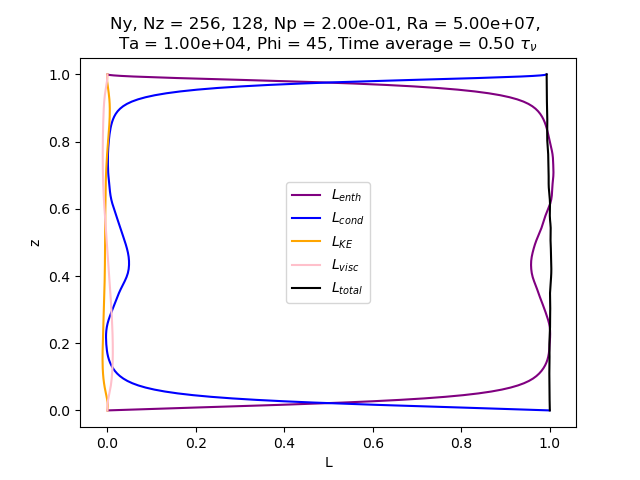 Ny, Nz = 256, 128, Np = 2.00e-01, Ra = 5.00e+07,
Ta = 1.00e+04, Phi = 45, Time average = 0.50 τν
1.0
0.8
0.6
0.4
0.2
0.0
z
L_enth
L_cond
L_KE
L_visc
L_total
0.0 0.2 0.4 0.6 0.8 1.0
L